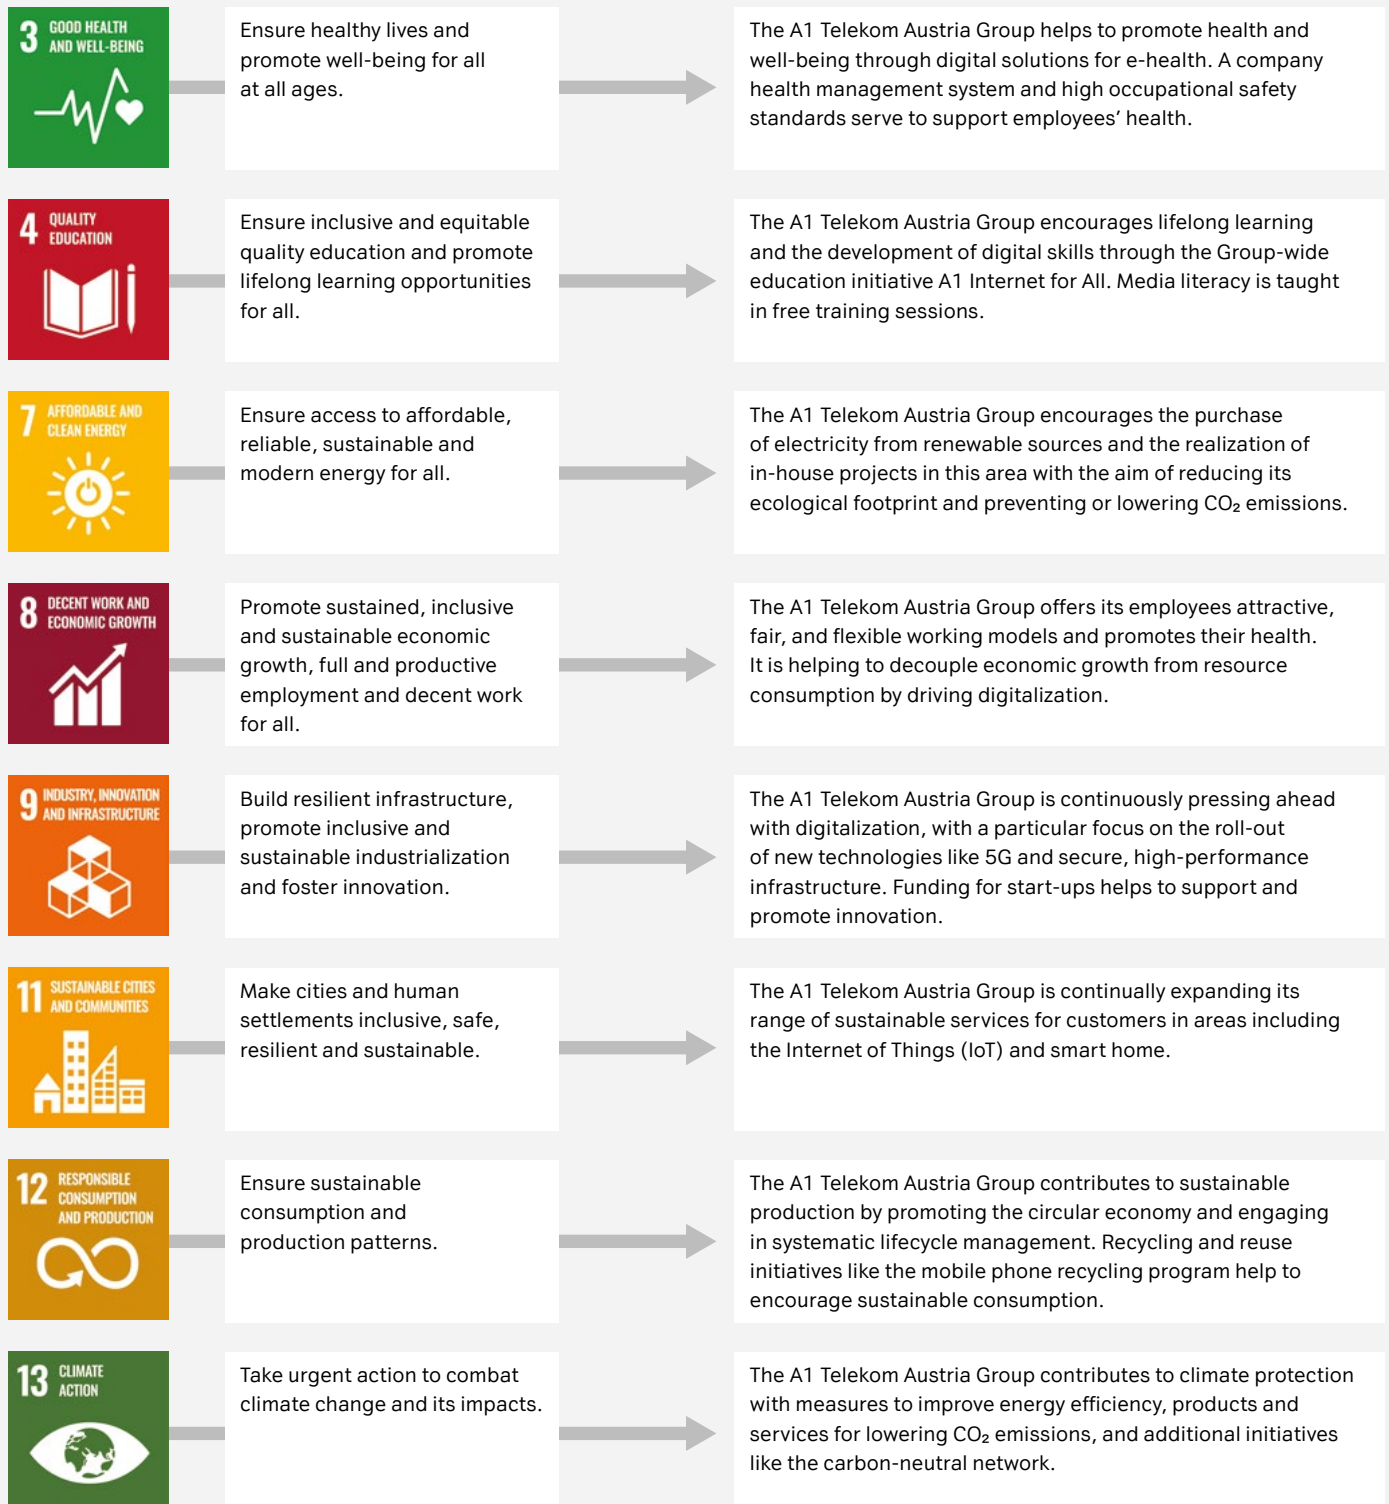 3 GOOD HEALTH
AND WELL-BEING
Ensure healthy lives and
promote well-being for all
at all ages.
The A1 Telekom Austria Group helps to promote health and
well-being through digital solutions for e-health. A company
health management system and high occupational safety
standards serve to support employees’ health.
4 QUALITY
EDUCATION
Ensure inclusive and equitable
quality education and promote
lifelong learning opportunities
for all.
The A1 Telekom Austria Group encourages lifelong learning
and the development of digital skills through the Group-wide
education initiative A1 Internet for All. Media literacy is taught
in free training sessions.
7 AFFORDABLE AND
CLEAN ENERGY
Ensure access to affordable,
reliable, sustainable and
modern energy for all.
The A1 Telekom Austria Group encourages the purchase
of electricity from renewable sources and the realization of
in-house projects in this area with the aim of reducing its
ecological footprint and preventing or lowering CO₂ emissions.
8 DECENT WORK AND
ECONOMIC GROWTH
Promote sustained, inclusive
and sustainable economic
growth, full and productive
employment and decent work
for all.
The A1 Telekom Austria Group offers its employees attractive,
fair, and flexible working models and promotes their health.
It is helping to decouple economic growth from resource
consumption by driving digitalization.
9 INDUSTRY, INNOVATION
AND INFRASTRUCTURE
Build resilient infrastructure,
promote inclusive and
sustainable industrialization
and foster innovation.
The A1 Telekom Austria Group is continuously pressing ahead
with digitalization, with a particular focus on the roll-out
of new technologies like 5G and secure, high-performance
infrastructure. Funding for start-ups helps to support and
promote innovation.
11 SUSTAINABLE CITIES
AND COMMUNITIES
Make cities and human
settlements inclusive, safe,
resilient and sustainable.
The A1 Telekom Austria Group is continually expanding its
range of sustainable services for customers in areas including
the Internet of Things (IoT) and smart home.
12 RESPONSIBLE
CONSUMPTION
AND PRODUCTION
Ensure sustainable
consumption and
production patterns.
The A1 Telekom Austria Group contributes to sustainable
production by promoting the circular economy and engaging
in systematic lifecycle management. Recycling and reuse
initiatives like the mobile phone recycling program help to
encourage sustainable consumption.
13 CLIMATE
ACTION
Take urgent action to combat
climate change and its impacts.
The A1 Telekom Austria Group contributes to climate protection
with measures to improve energy efficiency, products and
services for lowering CO₂ emissions, and additional initiatives
like the carbon-neutral network.